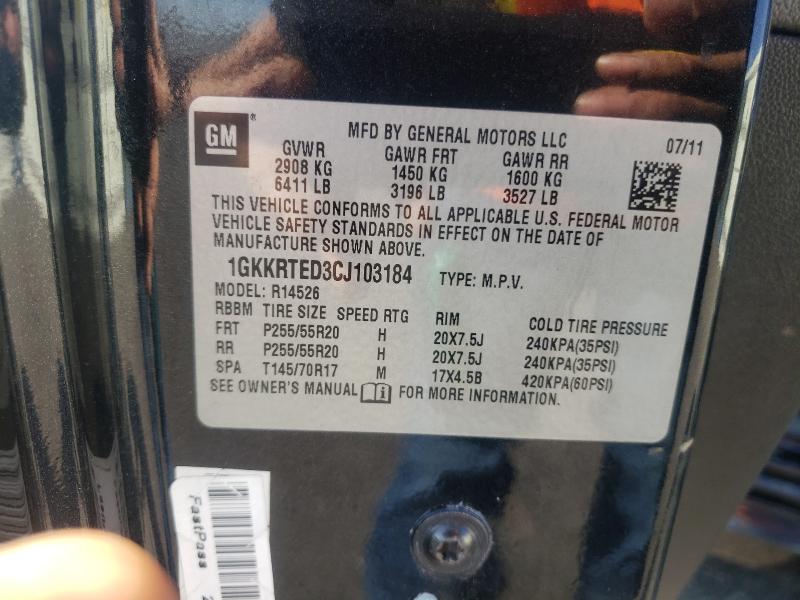 GM®
MFD BY GENERAL MOTORS LLC
07/11
GVWR GAWR FRT GAWR RR
2908 KG 1450 KG 1600 KG
6411 LB 3196 LB 3527 LB
THIS VEHICLE CONFORMS TO ALL APPLICABLE U.S. FEDERAL MOTOR
VEHICLE SAFETY STANDARDS IN EFFECT ON THE DATE OF
MANUFACTURE SHOWN ABOVE.
1GKKRTED3CJ103184 TYPE: M.P.V.
MODEL: R14526
RBBM TIRE SIZE SPEED RTG RIM COLD TIRE PRESSURE
FRT P255/55R20 H 20X7.5J 240KPA(35PSI)
RR P255/55R20 H 20X7.5J 240KPA(35PSI)
SPA T145/70R17 M 17X4.5B 420KPA(60PSI)
SEE OWNER'S MANUAL FOR MORE INFORMATION.
FastPass